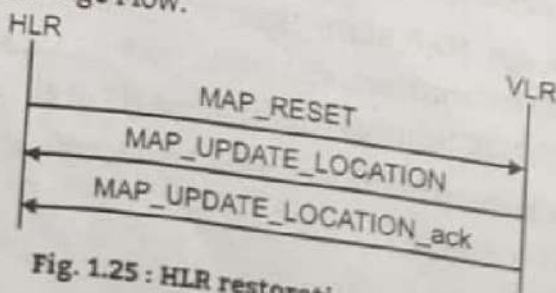 HLR
VLR
MAP_RESET
MAP_UPDATE_LOCATION
MAP_UPDATE_LOCATION_ack
Fig. 1.25 : HLR